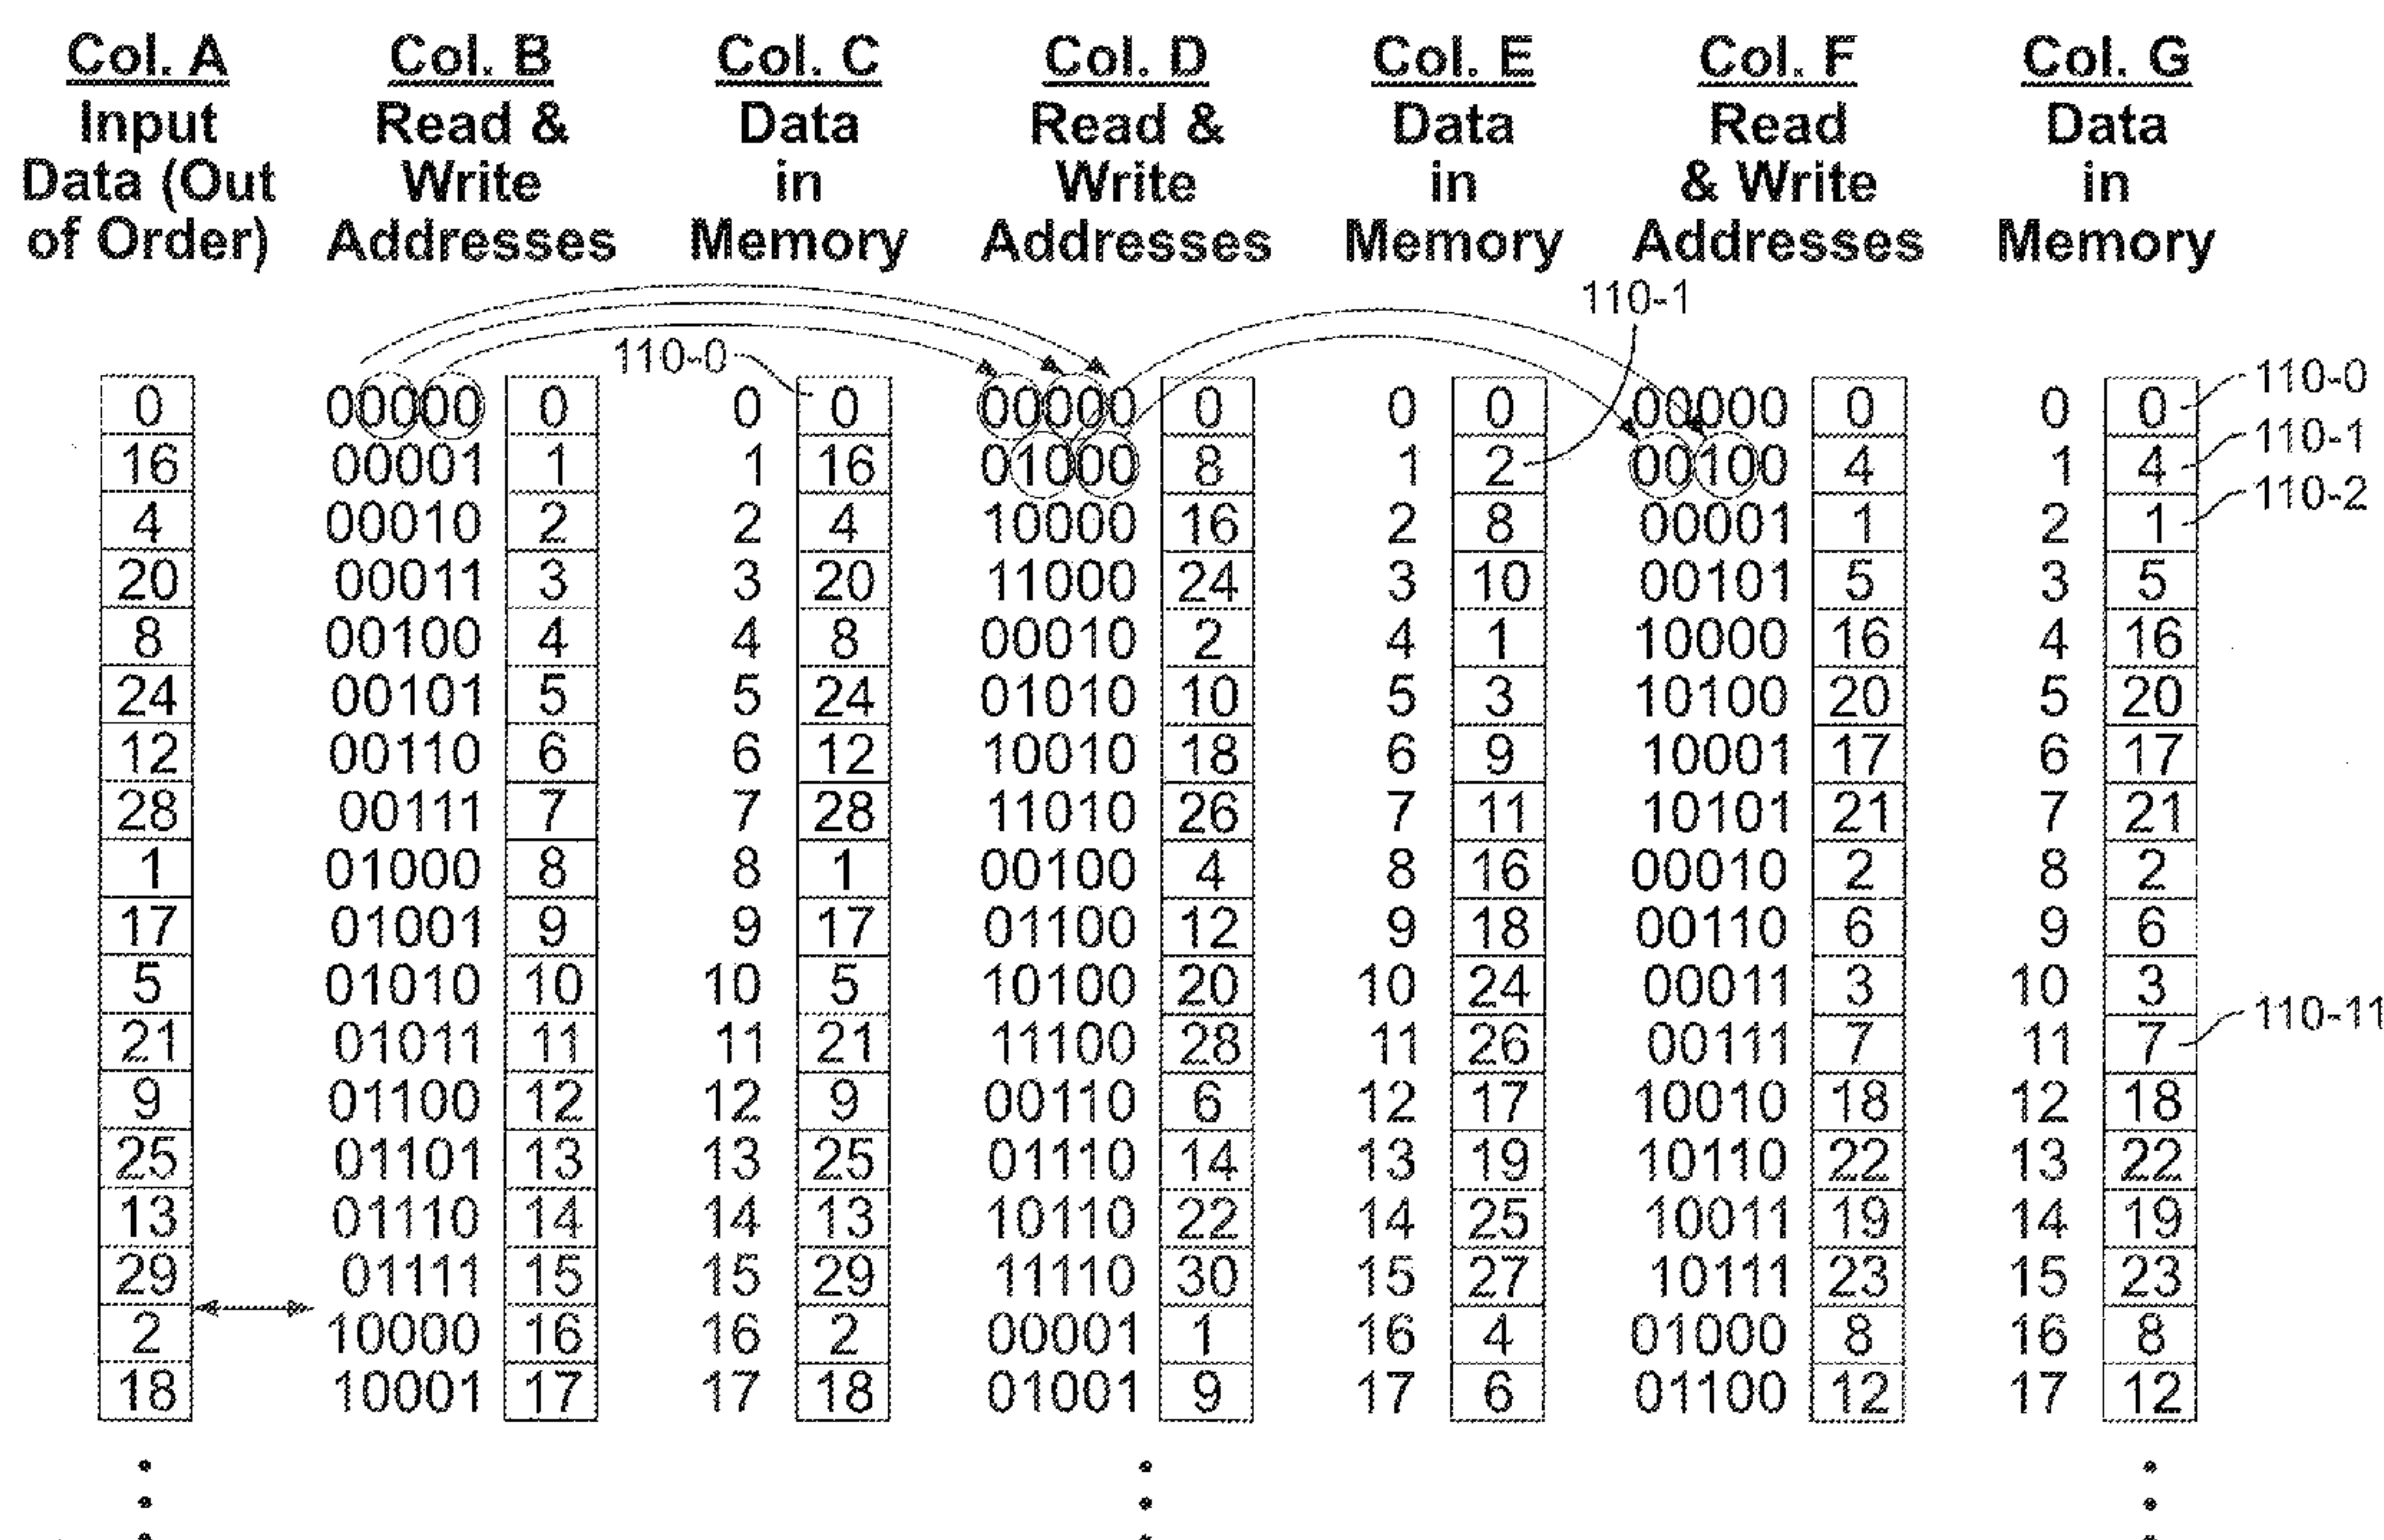 Col. A Col. B Col. C Col. D Col. E Col. F Col. G
Input Read & Data Read & Data Read Data
Data (Out Write in Write in & Write in
of Order) Addresses Memory Addresses Memory Addresses Memory
110-1
110-0
0 00000 0 0 0 00000 0 0 0 00000 0 0 0 110-0
16 00001 1 1 16 01000 8 1 2 00100 4 1 4 110-1
4 00010 2 2 4 10000 16 2 8 00001 1 2 1 110-2
20 00011 3 3 20 11000 24 3 10 00101 5 3 5
8 00100 4 4 8 00010 2 4 1 10000 16 4 16
24 00101 5 5 24 01010 10 5 3 10100 20 5 20
12 00110 6 6 12 10010 18 6 9 10001 17 6 17
28 00111 7 7 28 11010 26 7 11 10101 21 7 21
1 01000 8 8 1 00100 4 8 16 00010 2 8 2
17 01001 9 9 17 01100 12 9 18 00110 6 9 6
5 01010 10 10 5 10100 20 10 24 00011 3 10 3
21 01011 11 11 21 11100 28 11 26 00111 7 11 7 110-11
9 01100 12 12 9 00110 6 12 17 10010 18 12 18
25 01101 13 13 25 01110 14 13 19 10110 22 13 22
13 01110 14 14 13 10110 22 14 25 10011 19 14 19
29 01111 15 15 29 11110 30 15 27 10111 23 15 23
2 10000 16 16 2 00001 1 16 4 01000 8 16 8
18 10001 17 17 18 01001 9 17 6 01100 12 17 12